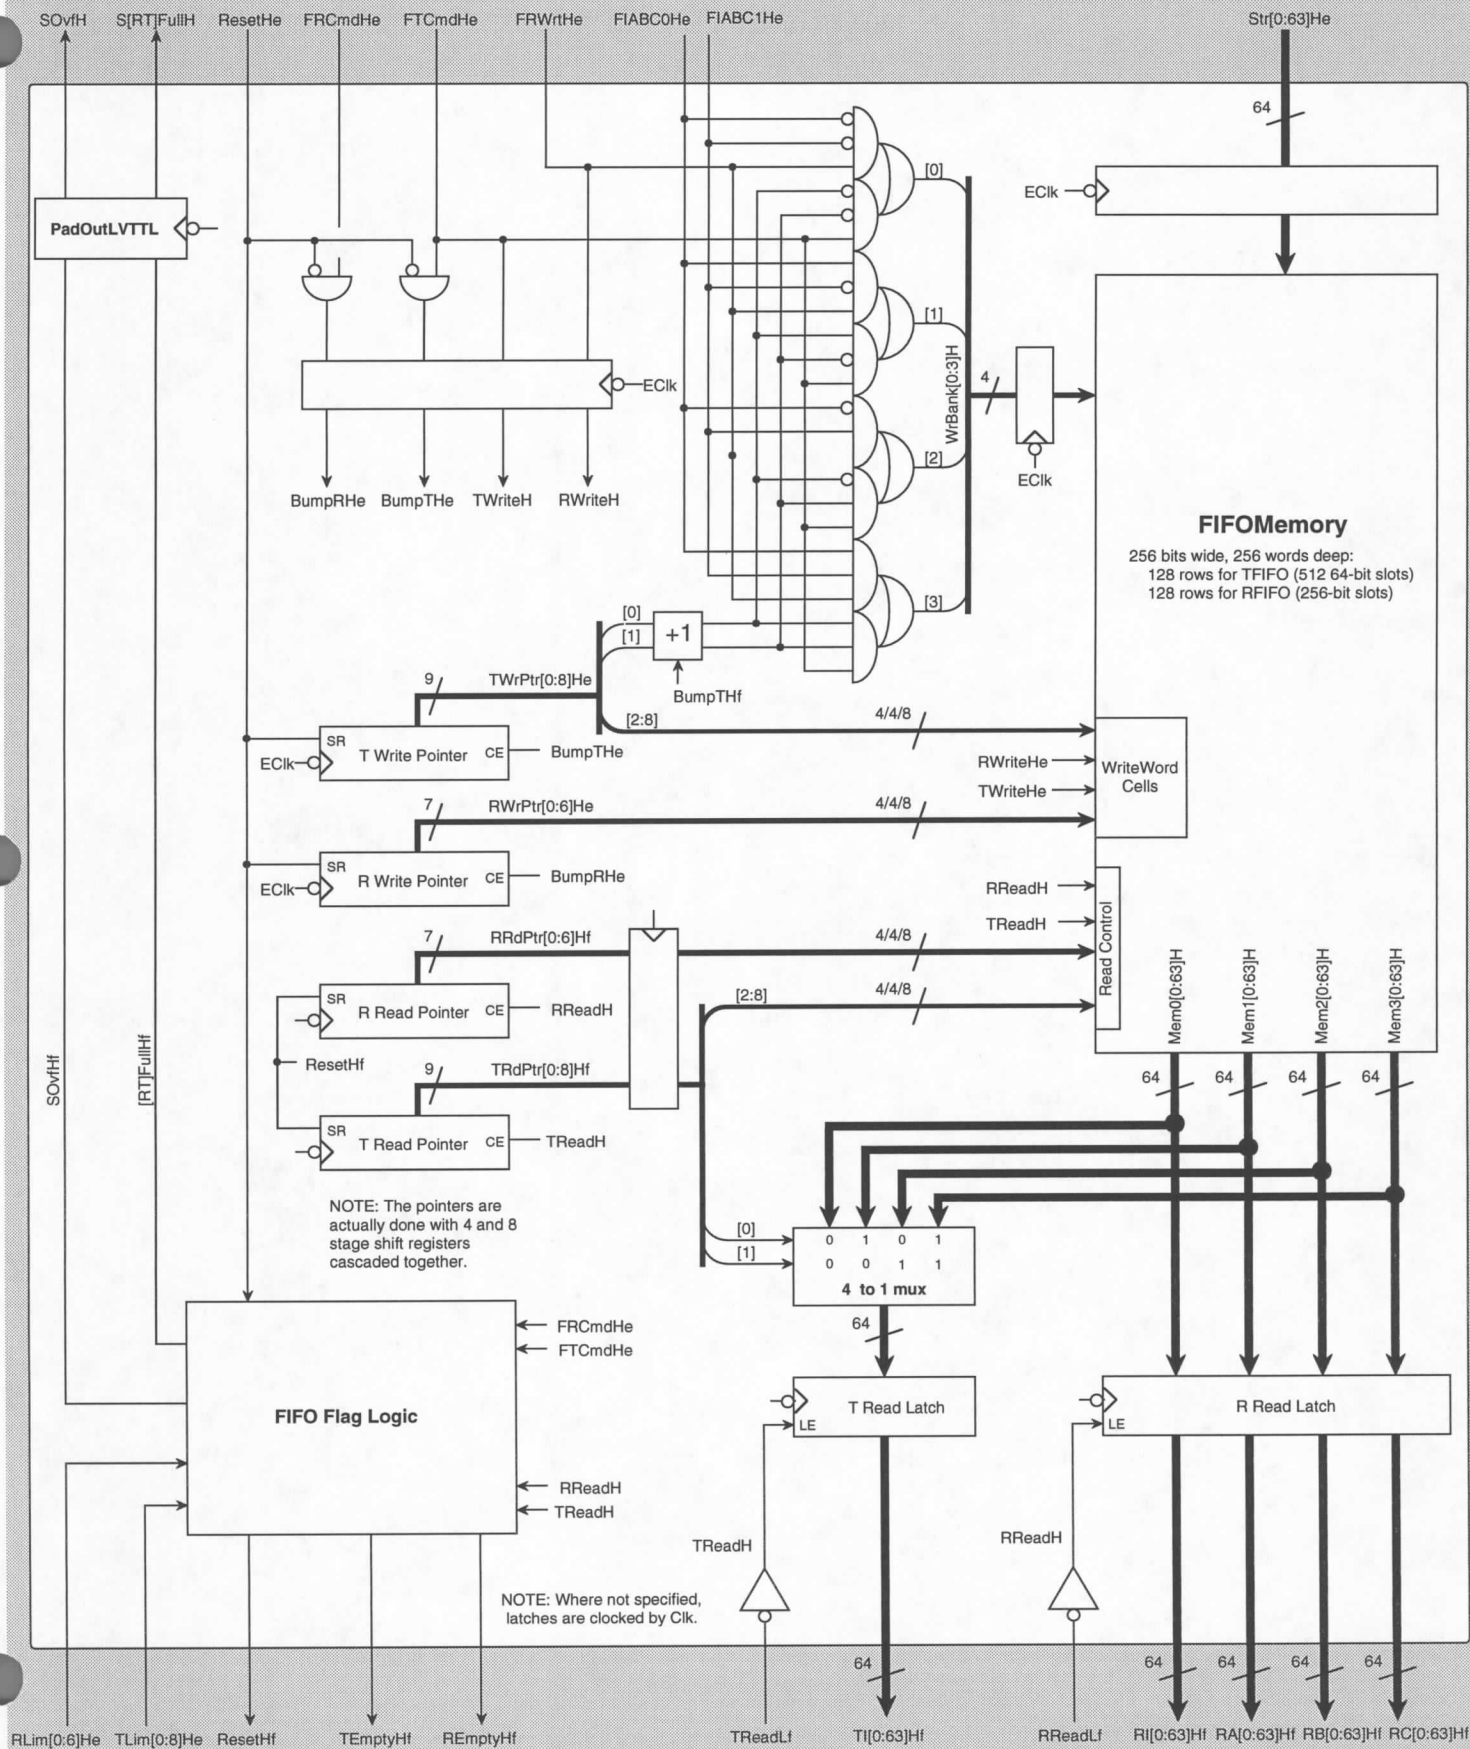 SOvfH S[RT]FullH ResetHe FRCmdHe FTCmdHe FRWrtHe FIABC0He FIABC1He Str[0:63]He
64
[0]
EClk
PadOutLVTTL
[1]
WrBank[0:3]H
4
EClk
EClk
[2]
BumpRHe BumpTHe TWriteH RWriteH
FIFOMemory
256 bits wide, 256 words deep:
128 rows for TFIFO (512 64-bit slots)
128 rows for RFIFO (256-bit slots)
[3]
[0]
[1]
+1
BumpTHf
9
TWrPtr[0:8]He
[2:8]
4/4/8
SR
T Write Pointer
CE
BumpTHe
EClk
RWriteHe
TWriteHe
WriteWord
Cells
7
RWrPtr[0:6]He
4/4/8
SR
R Write Pointer
CE
BumpRHe
EClk
RReadH
TReadH
Read Control
7
RRdPtr[0:6]Hf
4/4/8
SR
R Read Pointer
CE
RReadH
[2:8]
4/4/8
Mem0[0:63]H
Mem1[0:63]H
Mem2[0:63]H
Mem3[0:63]H
SOvfHf
[RT]FullHf
ResetHf
9
TRdPtr[0:8]Hf
64 64 64 64
SR
T Read Pointer
CE
TReadH
NOTE: The pointers are
actually done with 4 and 8
stage shift registers
cascaded together.
[0]
[1]
0 1 0 1
0 0 1 1
4 to 1 mux
64
FRCmdHe
FTCmdHe
FIFO Flag Logic
T Read Latch
LE
R Read Latch
LE
RReadH
TReadH
TReadH
RReadH
NOTE: Where not specified,
latches are clocked by Clk.
64
64 64 64 64
RLim[0:6]He TLim[0:8]He ResetHf TEmptyHf REmptyHf TReadLf TI[0:63]Hf RReadLf RI[0:63]Hf RA[0:63]Hf RB[0:63]Hf RC[0:63]Hf